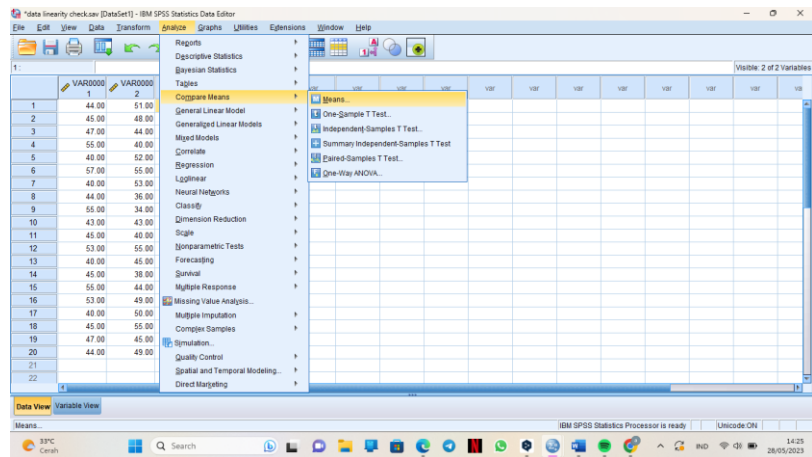 *data linearity check.sav [DataSet1] - IBM SPSS Statistics Data Editor
File Edit View Data Transform Analyze Graphs Utilities Extensions Window Help
1 :
Visible: 2 of 2 Variables
VAR00001 VAR00002 var var var var var var var var var var
1 44.00 51.00
2 45.00 48.00
3 47.00 44.00
4 55.00 40.00
5 40.00 52.00
6 57.00 55.00
7 40.00 53.00
8 44.00 36.00
9 55.00 34.00
10 43.00 43.00
11 45.00 40.00
12 53.00 55.00
13 40.00 45.00
14 45.00 38.00
15 55.00 44.00
16 53.00 49.00
17 40.00 50.00
18 45.00 55.00
19 47.00 45.00
20 44.00 49.00
21
22
Reports
Descriptive Statistics
Bayesian Statistics
Tables
Compare Means
General Linear Model
Generalized Linear Models
Mixed Models
Correlate
Regression
Loglinear
Neural Networks
Classify
Dimension Reduction
Scale
Nonparametric Tests
Forecasting
Survival
Multiple Response
Missing Value Analysis...
Multiple Imputation
Complex Samples
Simulation...
Quality Control
Spatial and Temporal Modeling...
Direct Marketing
Means...
One-Sample T Test...
Independent-Samples T Test...
Summary Independent-Samples T Test
Paired-Samples T Test...
One-Way ANOVA...
Data View Variable View
Means... IBM SPSS Statistics Processor is ready Unicode:ON
33°C
Cerah
Search
IND
14:25
28/05/2023